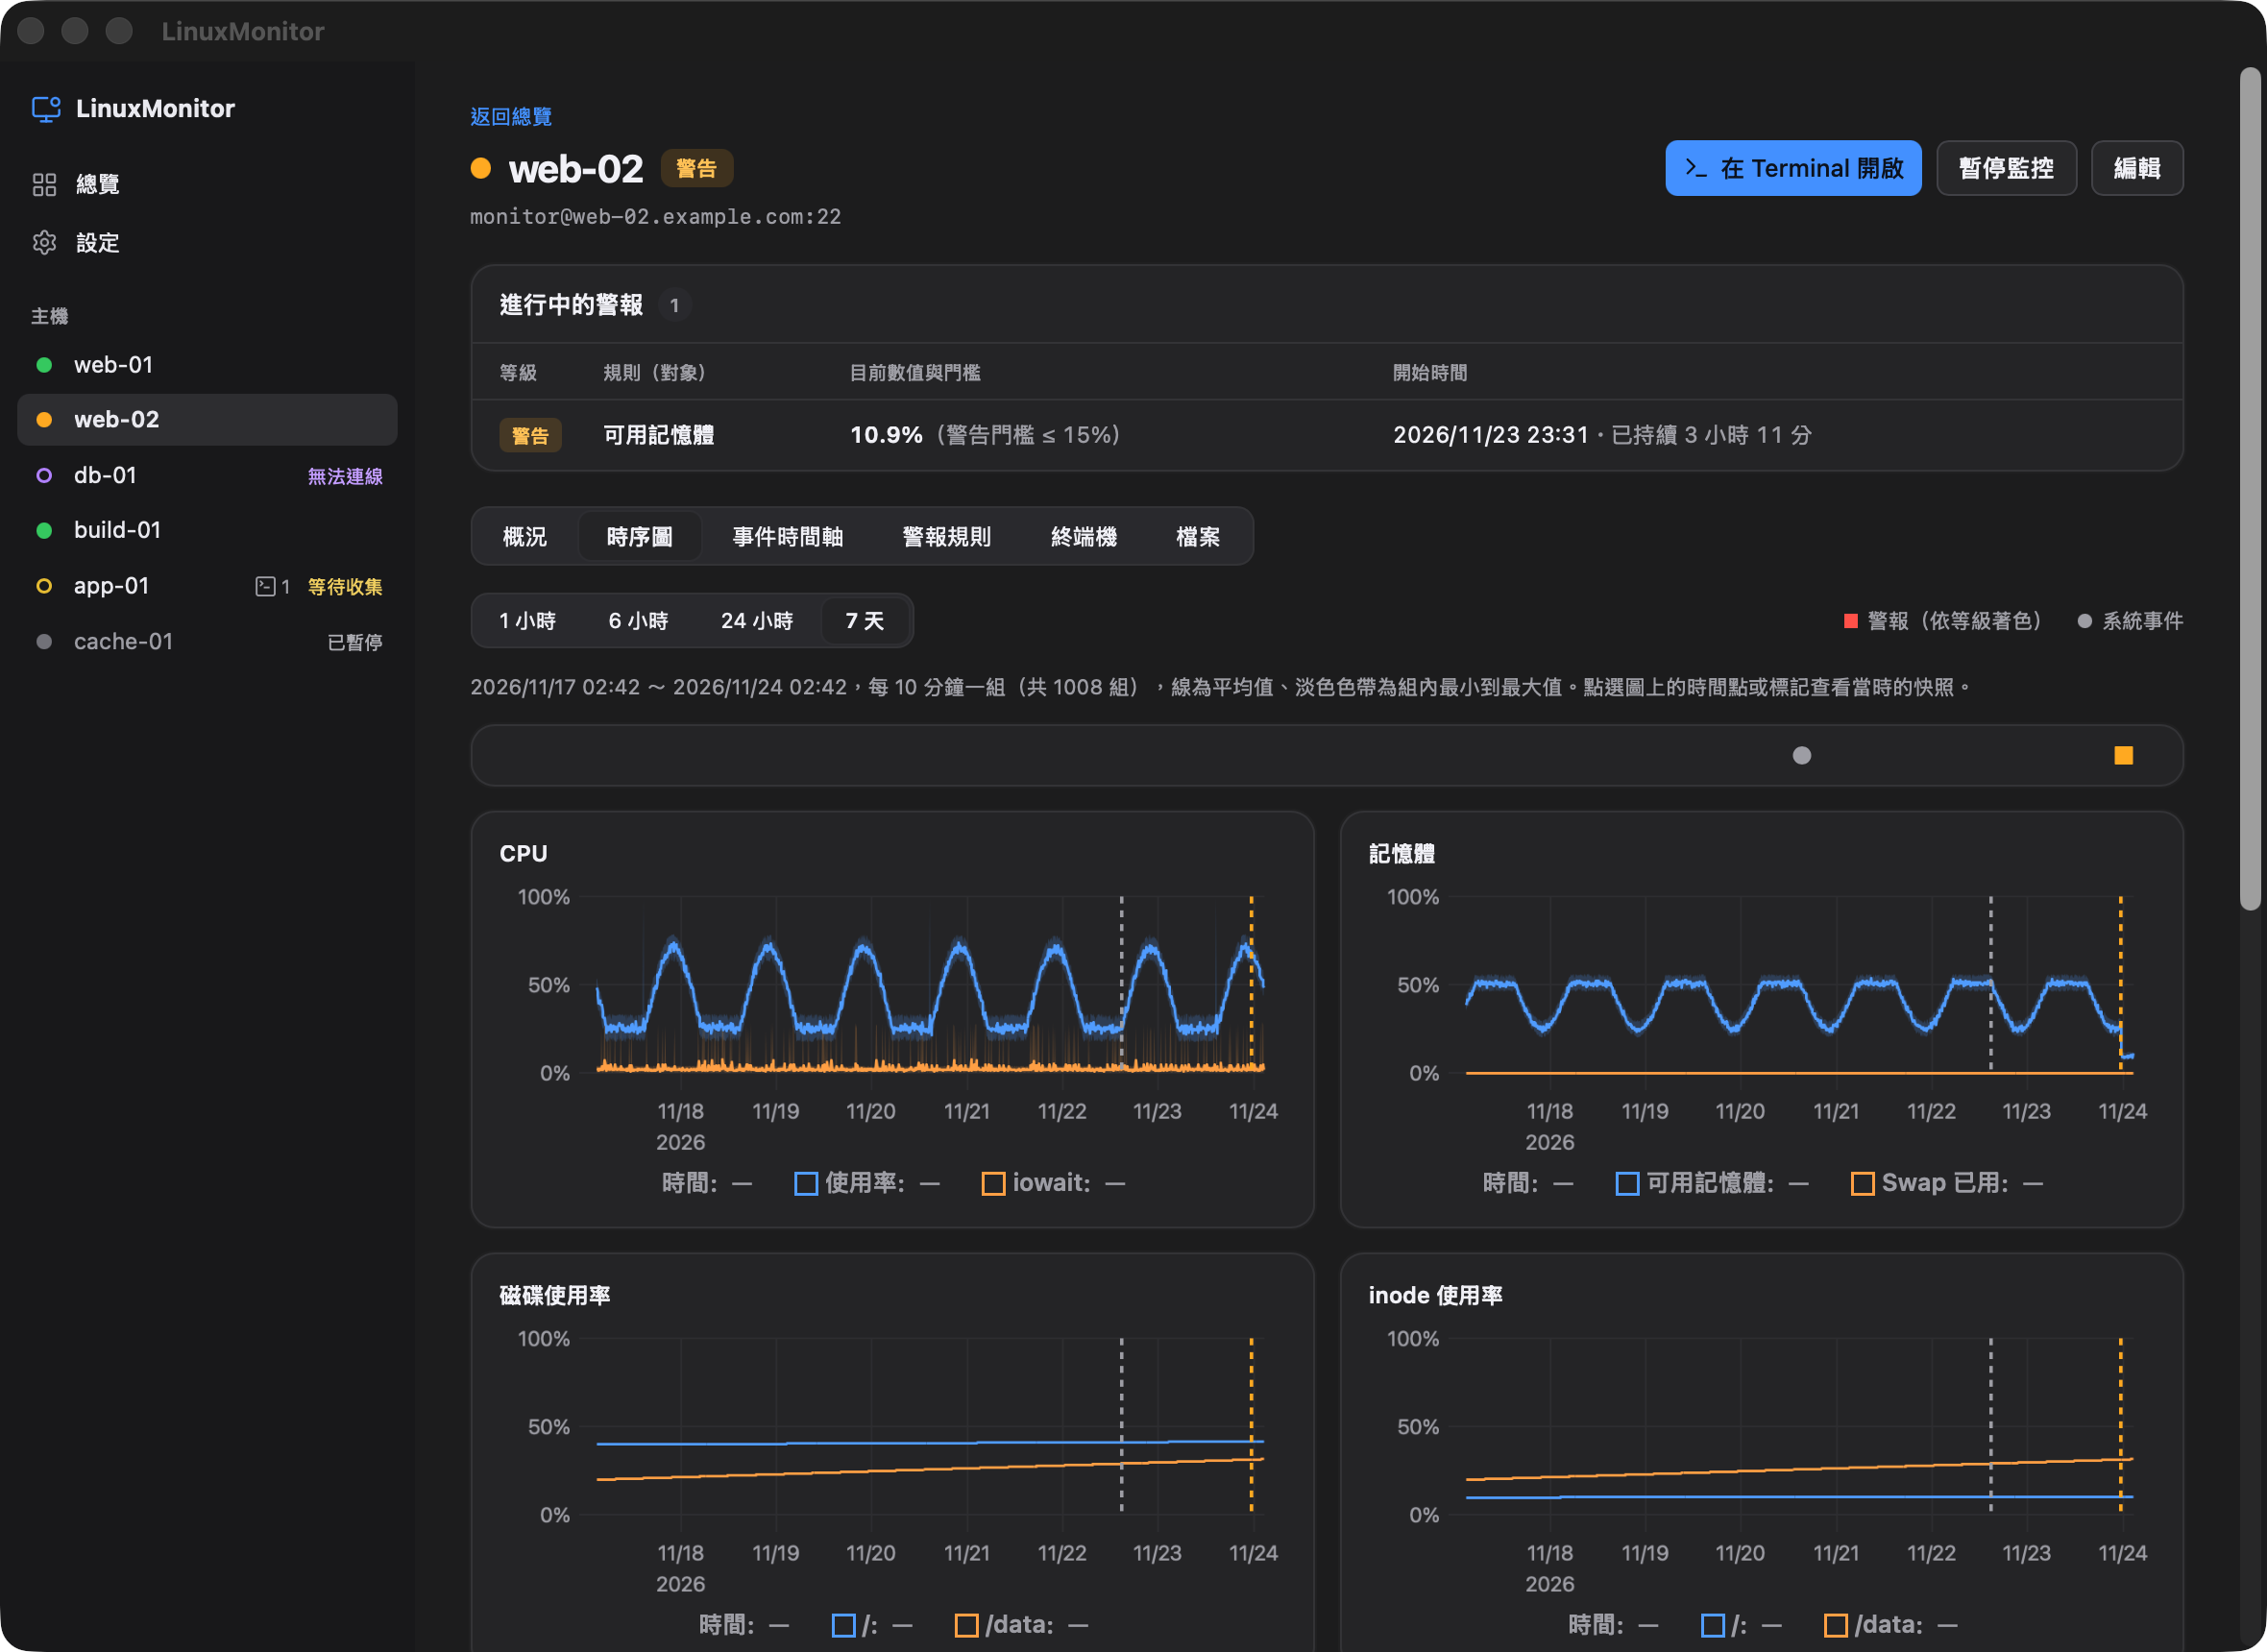 LinuxMonitor
LinuxMonitor
總覽
設定
主機
web-01
web-02
db-01 無法連線
build-01
app-01 1 等待收集
cache-01 已暫停
返回總覽
web-02 警告
monitor@web-02.example.com:22
>_ 在 Terminal 開啟 暫停監控 編輯
進行中的警報 1
等級 規則（對象） 目前數值與門檻 開始時間
警告 可用記憶體 10.9%（警告門檻 ≤ 15%） 2026/11/23 23:31 · 已持續 3 小時 11 分
概況 時序圖 事件時間軸 警報規則 終端機 檔案
1 小時 6 小時 24 小時 7 天
警報（依等級著色） 系統事件
2026/11/17 02:42 ～ 2026/11/24 02:42，每 10 分鐘一組（共 1008 組），線為平均值、淡色色帶為組內最小到最大值。點選圖上的時間點或標記查看當時的快照。
CPU
100%
50%
0%
11/18 11/19 11/20 11/21 11/22 11/23 11/24
2026
時間: — 使用率: — iowait: —
記憶體
100%
50%
0%
11/18 11/19 11/20 11/21 11/22 11/23 11/24
2026
時間: — 可用記憶體: — Swap 已用: —
磁碟使用率
100%
50%
0%
11/18 11/19 11/20 11/21 11/22 11/23 11/24
2026
時間: — /: — /data: —
inode 使用率
100%
50%
0%
11/18 11/19 11/20 11/21 11/22 11/23 11/24
2026
時間: — /: — /data: —